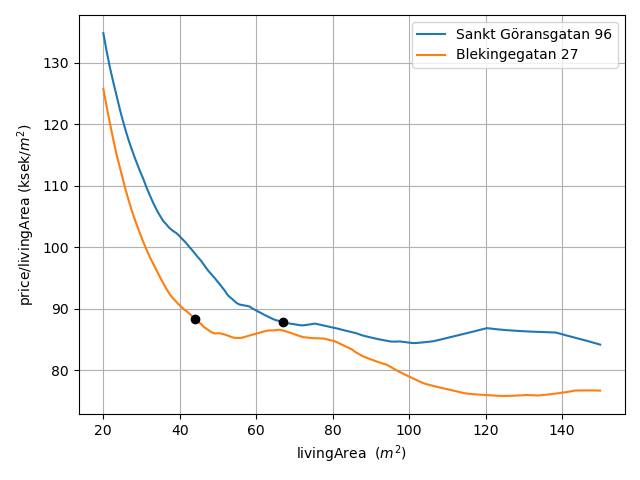 Sankt Göransgatan 96
Blekingegatan 27
130
120
110
100
90
80
price/livingArea (ksek/m²)
20 40 60 80 100 120 140
livingArea (m²)